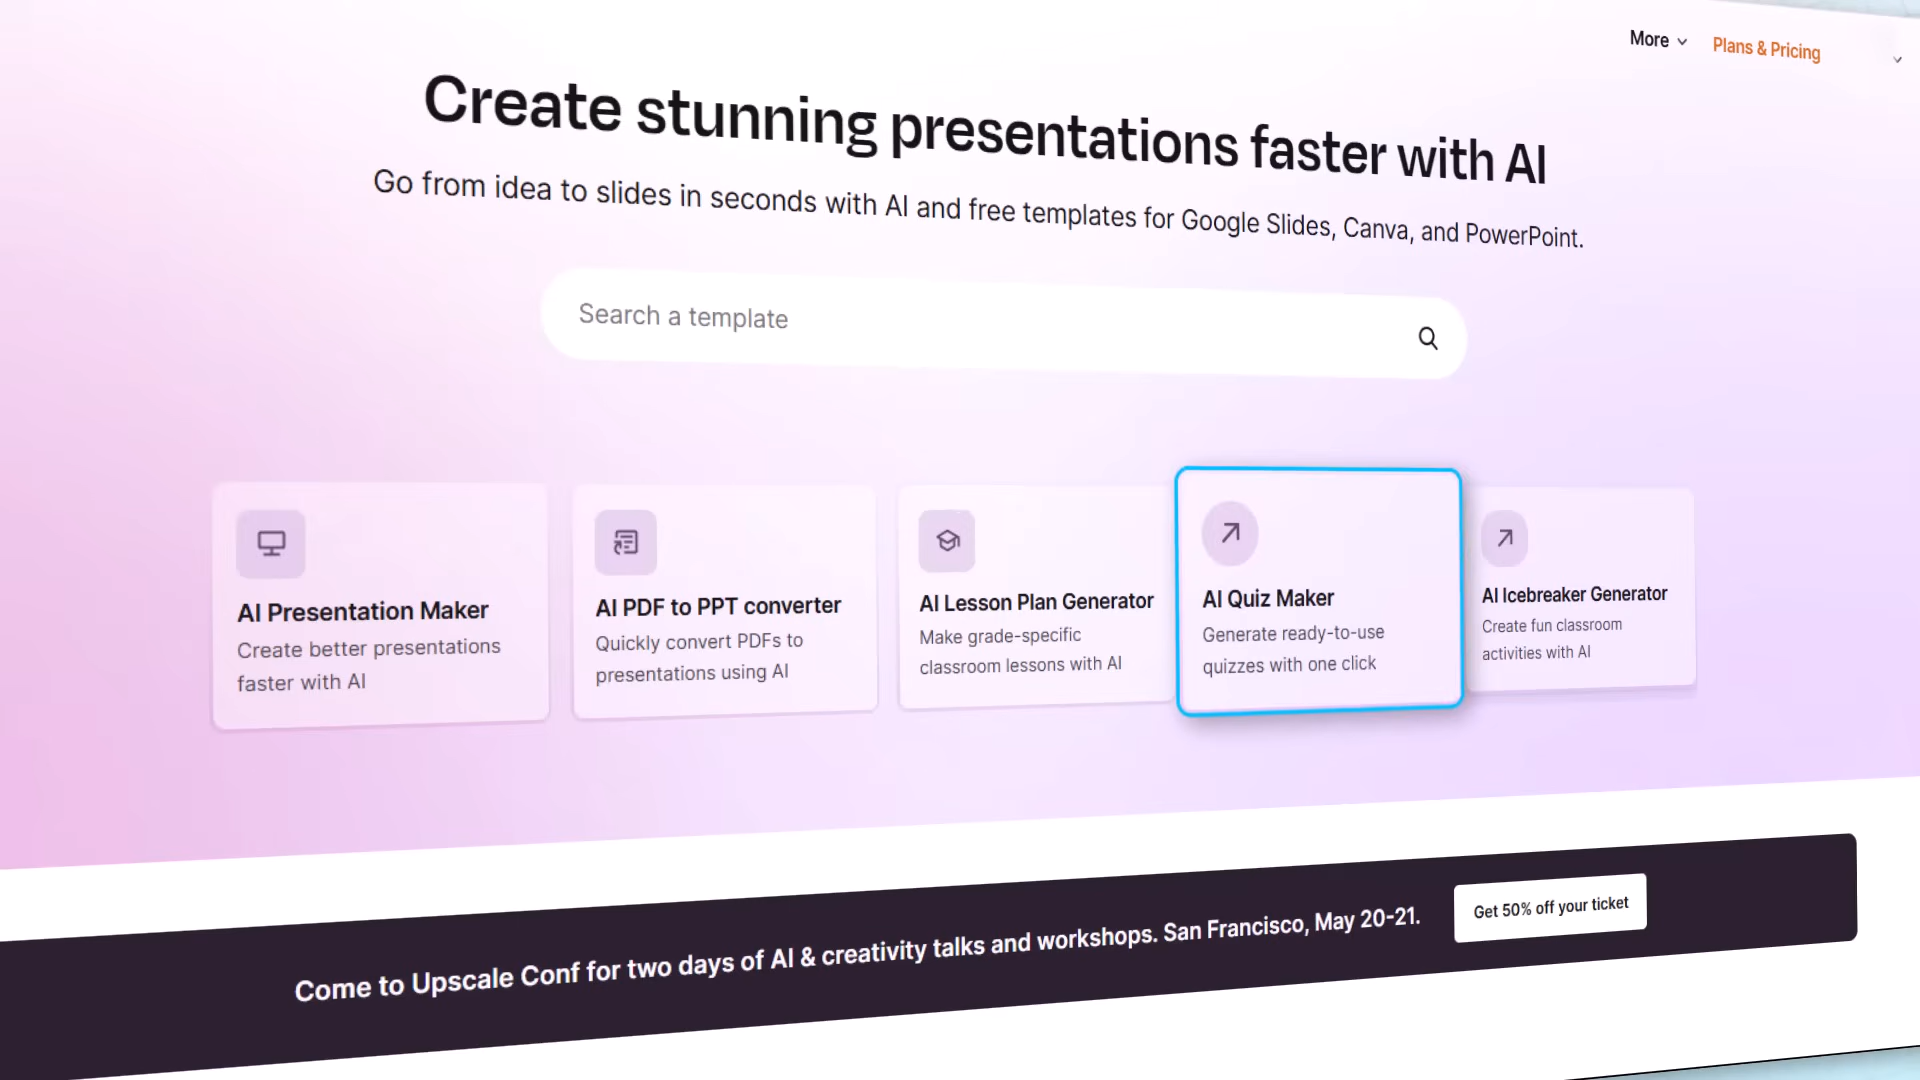 More
Plans & Pricing
Create stunning presentations faster with AI
Go from idea to slides in seconds with AI and free templates for Google Slides, Canva, and PowerPoint.
Search a template
AI Presentation Maker
Create better presentations
faster with AI
AI PDF to PPT converter
Quickly convert PDFs to
presentations using AI
AI Lesson Plan Generator
Make grade-specific
classroom lessons with AI
AI Quiz Maker
Generate ready-to-use
quizzes with one click
AI Icebreaker Generator
Create fun classroom
activities with AI
Come to Upscale Conf for two days of AI & creativity talks and workshops. San Francisco, May 20-21.
Get 50% off your ticket